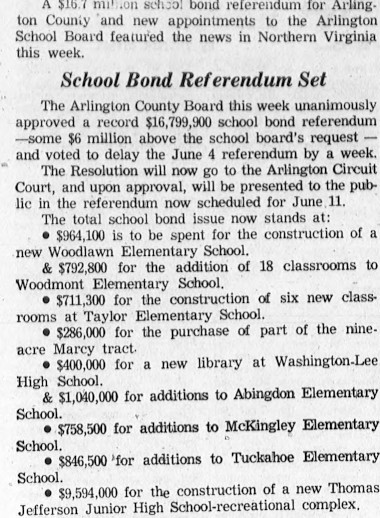 A $16.7 million school bond referendum for Arling-
ton County and new appointments to the Arlington
School Board featured the news in Northern Virginia
this week.
School Bond Referendum Set
The Arlington County Board this week unanimously
approved a record $16,799,900 school bond referendum
—some $6 million above the school board's request —
and voted to delay the June 4 referendum by a week.
The Resolution will now go to the Arlington Circuit
Court, and upon approval, will be presented to the pub-
lic in the referendum now scheduled for June 11.
The total school bond issue now stands at:
● $964,100 is to be spent for the construction of a
new Woodlawn Elementary School.
& $792,800 for the addition of 18 classrooms to
Woodmont Elementary School.
● $711,300 for the construction of six new class-
rooms at Taylor Elementary School.
● $286,000 for the purchase of part of the nine-
acre Marcy tract.
● $400,000 for a new library at Washington-Lee
High School.
& $1,040,000 for additions to Abingdon Elementary
School.
● $758,500 for additions to McKingley Elementary
School.
● $846,500 for additions to Tuckahoe Elementary
School.
● $9,594,000 for the construction of a new Thomas
Jefferson Junior High School-recreational complex.